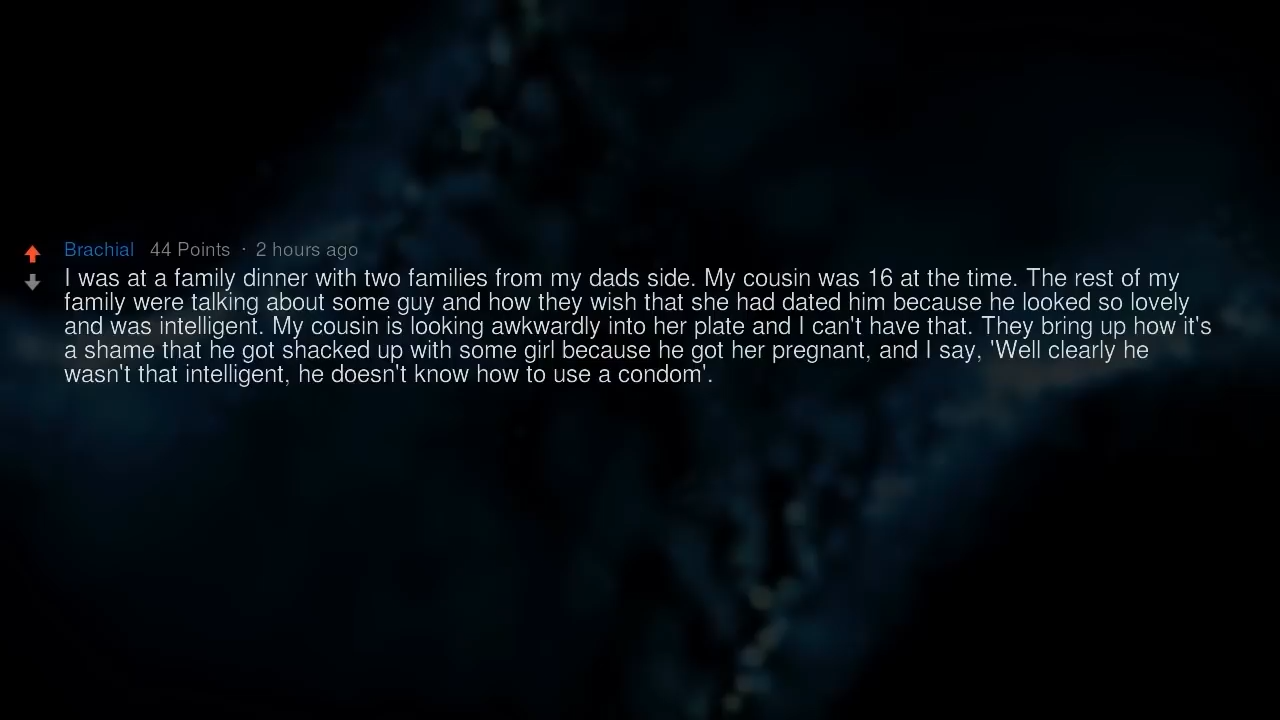 Brachial 44 Points · 2 hours ago
I was at a family dinner with two families from my dads side. My cousin was 16 at the time. The rest of my
family were talking about some guy and how they wish that she had dated him because he looked so lovely
and was intelligent. My cousin is looking awkwardly into her plate and I can't have that. They bring up how it's
a shame that he got shacked up with some girl because he got her pregnant, and I say, 'Well clearly he
wasn't that intelligent, he doesn't know how to use a condom'.